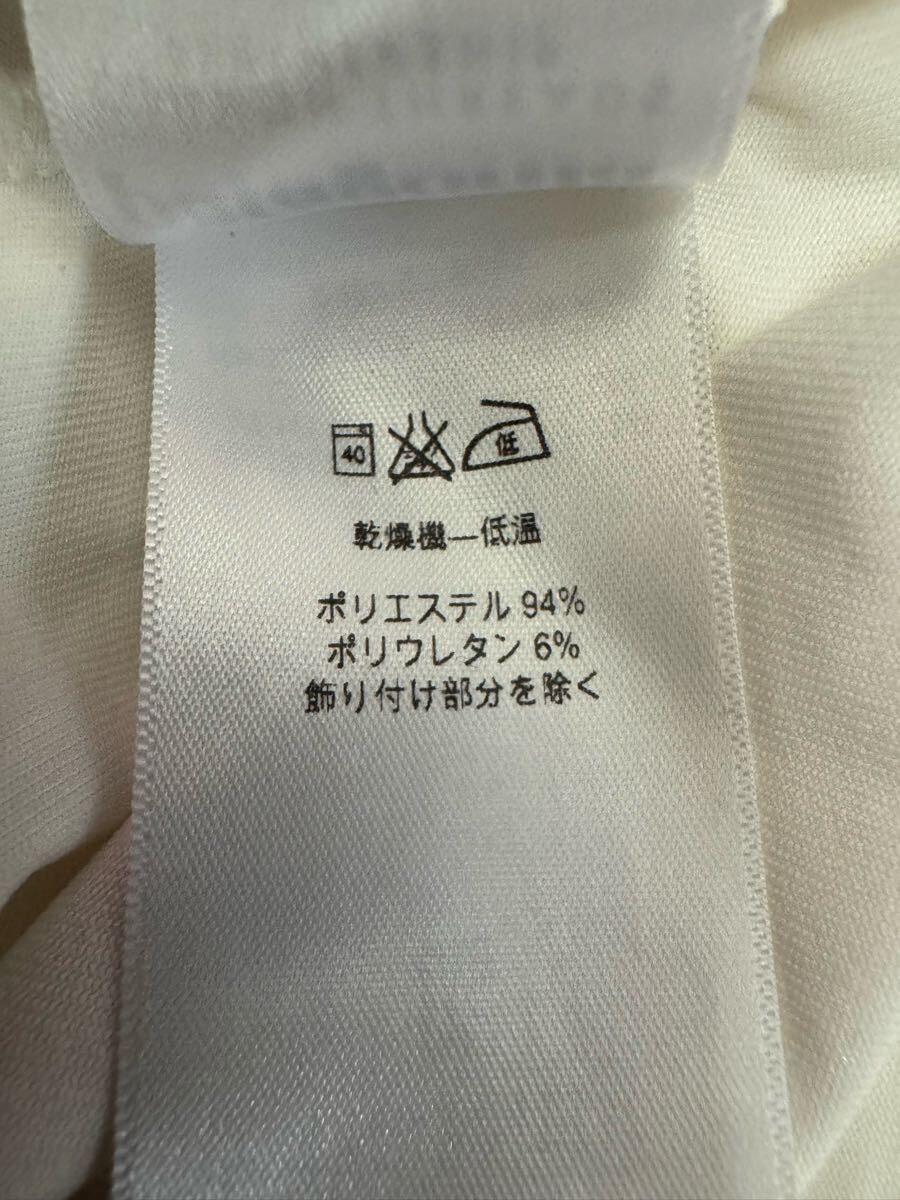 40 低
乾燥機―低温
ポリエステル 94%
ポリウレタン 6%
飾り付け部分を除く